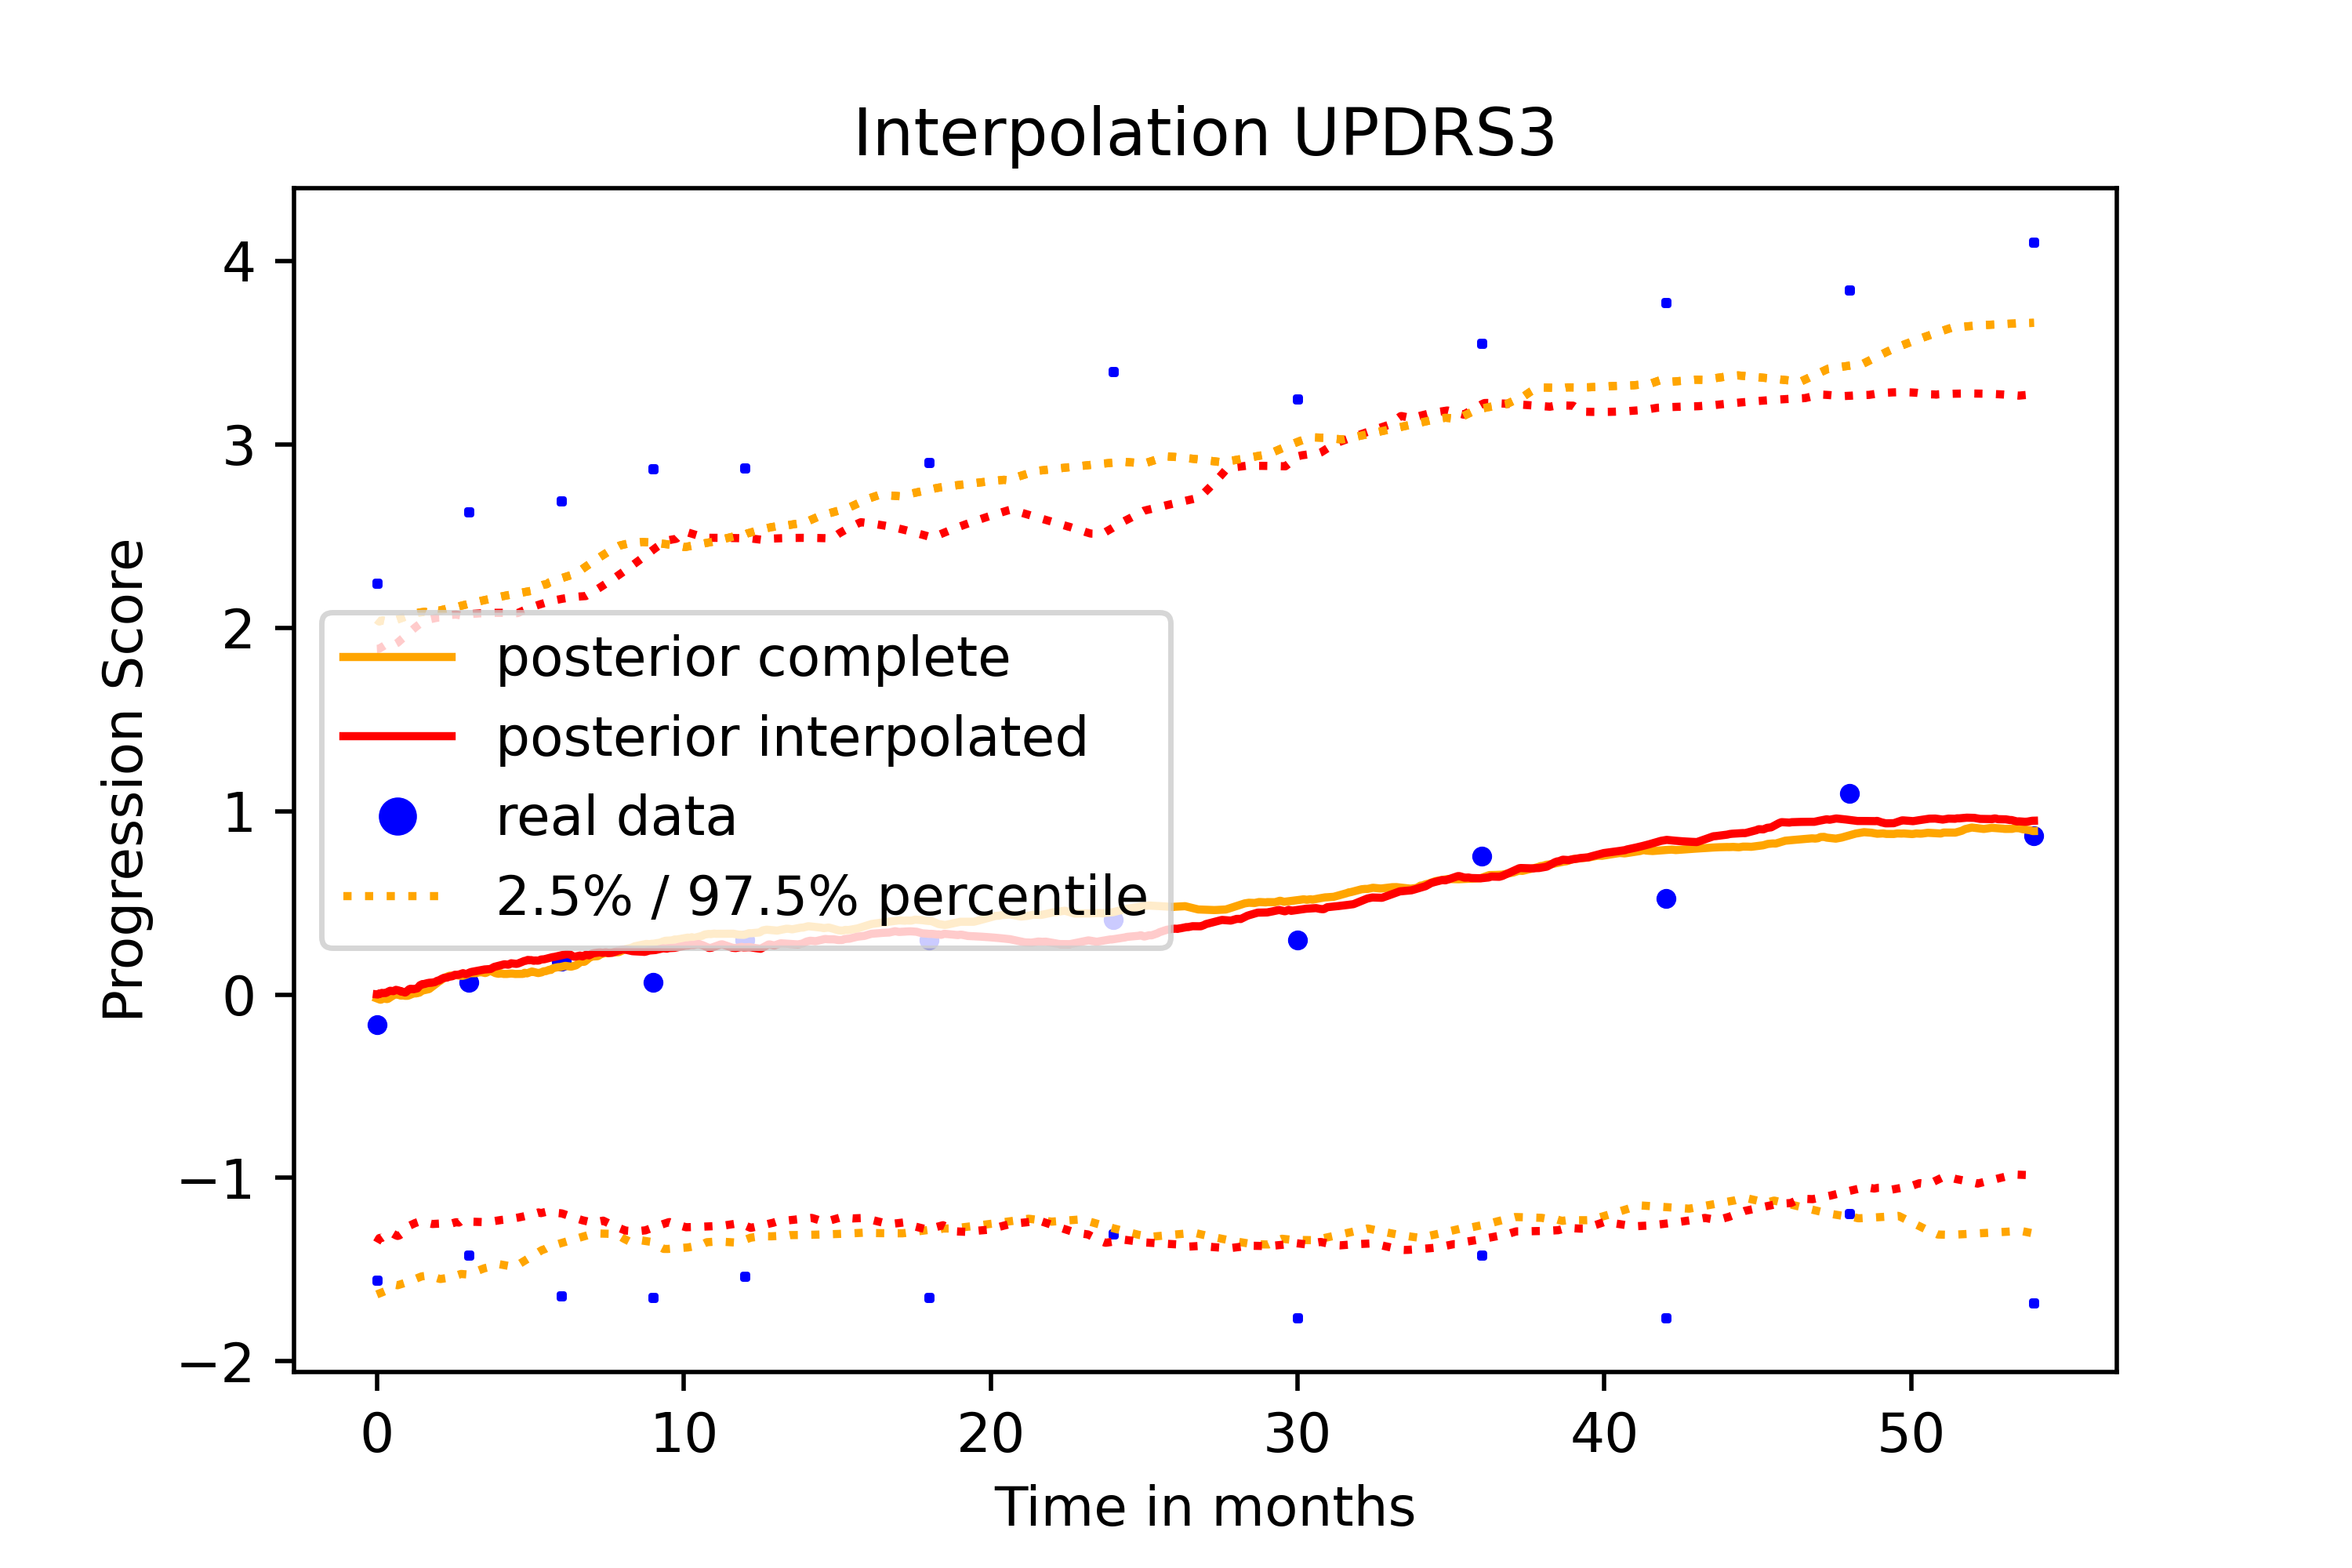 Interpolation UPDRS3
Progression Score
4
3
2
1
0
−1
−2
posterior complete
posterior interpolated
real data
2.5% / 97.5% percentile
0 10 20 30 40 50
Time in months